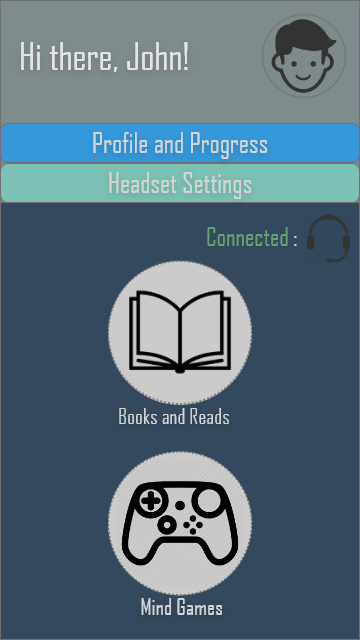 Hi there, John!
Profile and Progress
Headset Settings
Connected :
Books and Reads
Mind Games